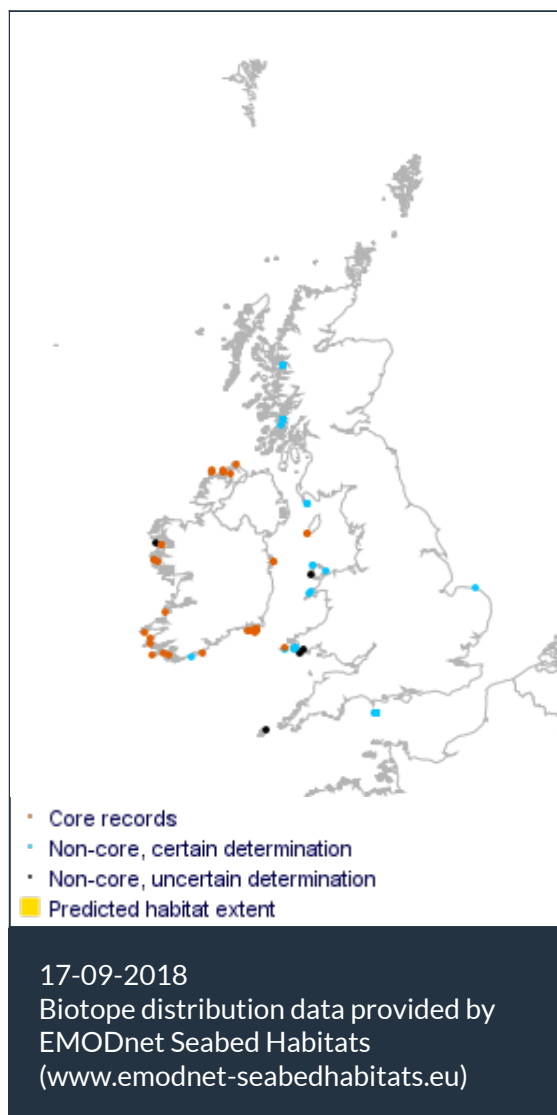 Core records
Non-core, certain determination
Non-core, uncertain determination
Predicted habitat extent
17-09-2018
Biotope distribution data provided by
EMODnet Seabed Habitats
(www.emodnet-seabedhabitats.eu)